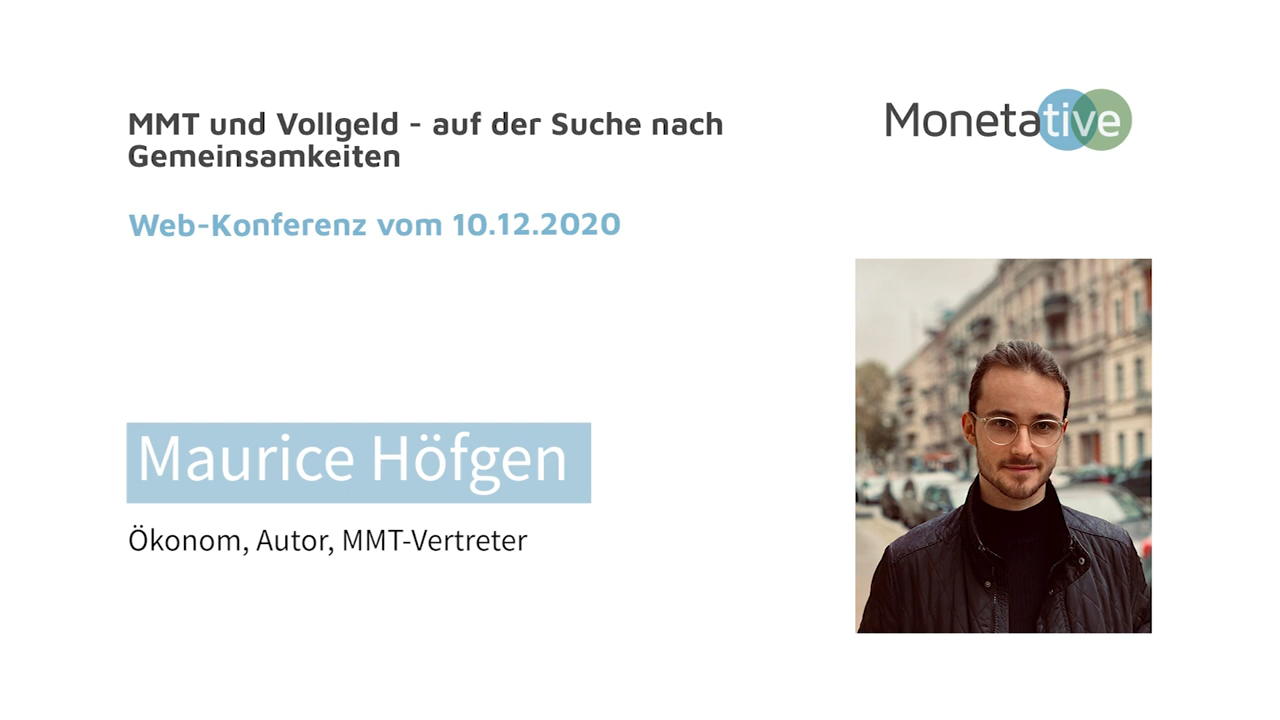 MMT und Vollgeld - auf der Suche nach
Gemeinsamkeiten
Monetative
Web-Konferenz vom 10.12.2020
Maurice Höfgen
Ökonom, Autor, MMT-Vertreter